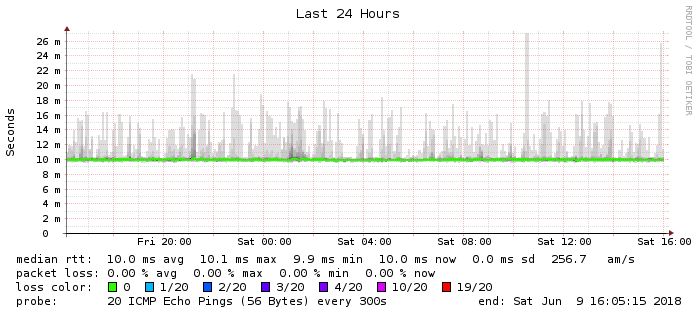 Last 24 Hours
RRDTOOL / TOBI OETIKER
Seconds
26 m
24 m
22 m
20 m
18 m
16 m
14 m
12 m
10 m
8 m
6 m
4 m
2 m
0
Fri 20:00 Sat 00:00 Sat 04:00 Sat 08:00 Sat 12:00 Sat 16:00
median rtt: 10.0 ms avg 10.1 ms max 9.9 ms min 10.0 ms now 0.0 ms sd 256.7 am/s
packet loss: 0.00 % avg 0.00 % max 0.00 % min 0.00 % now
loss color: 0 1/20 2/20 3/20 4/20 10/20 19/20
probe: 20 ICMP Echo Pings (56 Bytes) every 300s end: Sat Jun 9 16:05:15 2018